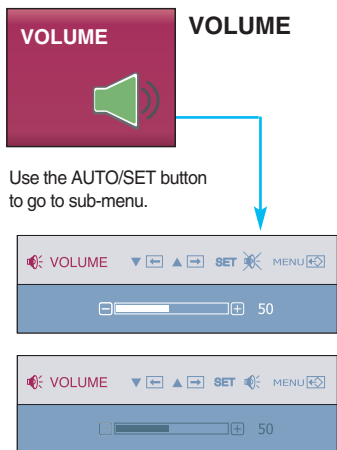 VOLUME
VOLUME
Use the AUTO/SET button
to go to sub-menu.
VOLUME ▼ ← ▲ → SET MENU
- + 50
VOLUME ▼ ← ▲ → SET MENU
+ 50